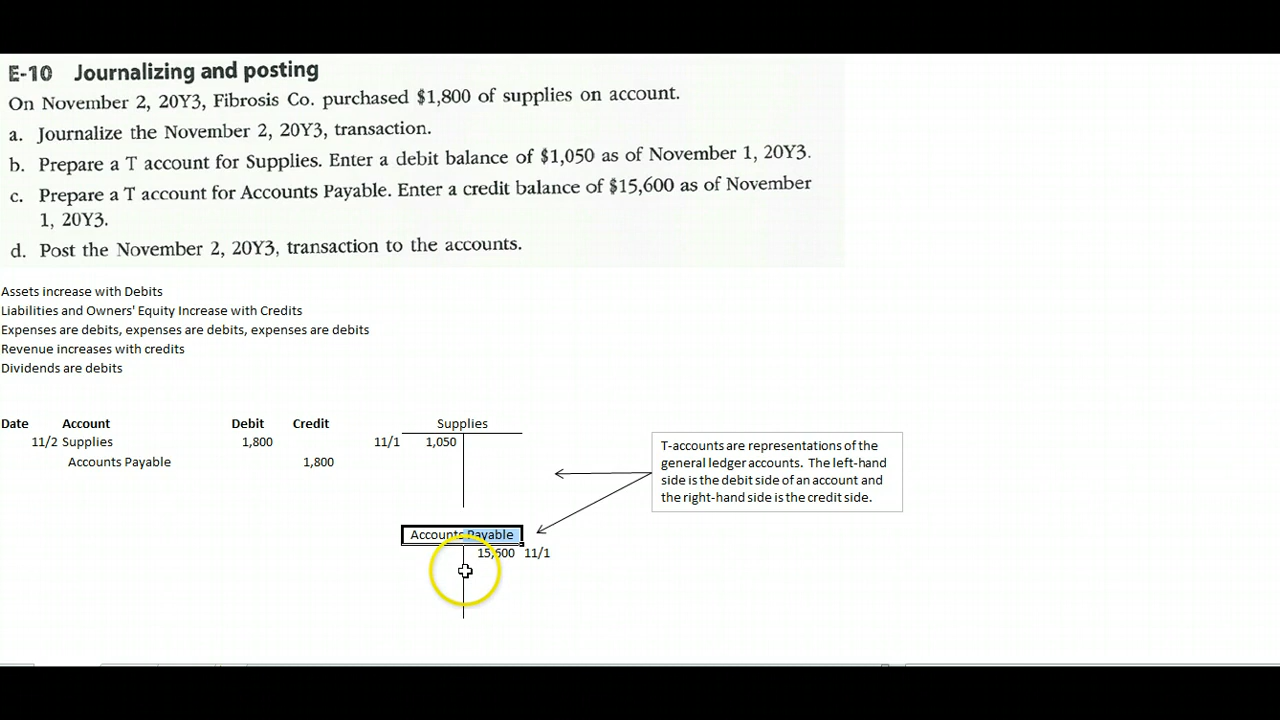 E-10 Journalizing and posting
On November 2, 20Y3, Fibrosis Co. purchased $1,800 of supplies on account.
a. Journalize the November 2, 20Y3, transaction.
b. Prepare a T account for Supplies. Enter a debit balance of $1,050 as of November 1, 20Y3.
c. Prepare a T account for Accounts Payable. Enter a credit balance of $15,600 as of November
1, 20Y3.
d. Post the November 2, 20Y3, transaction to the accounts.
Assets increase with Debits
Liabilities and Owners' Equity Increase with Credits
Expenses are debits, expenses are debits, expenses are debits
Revenue increases with credits
Dividends are debits
Date Account Debit Credit Supplies
11/2 Supplies 1,800 11/1 1,050
Accounts Payable 1,800
T-accounts are representations of the
general ledger accounts. The left-hand
side is the debit side of an account and
the right-hand side is the credit side.
Accounts Payable
15,600 11/1